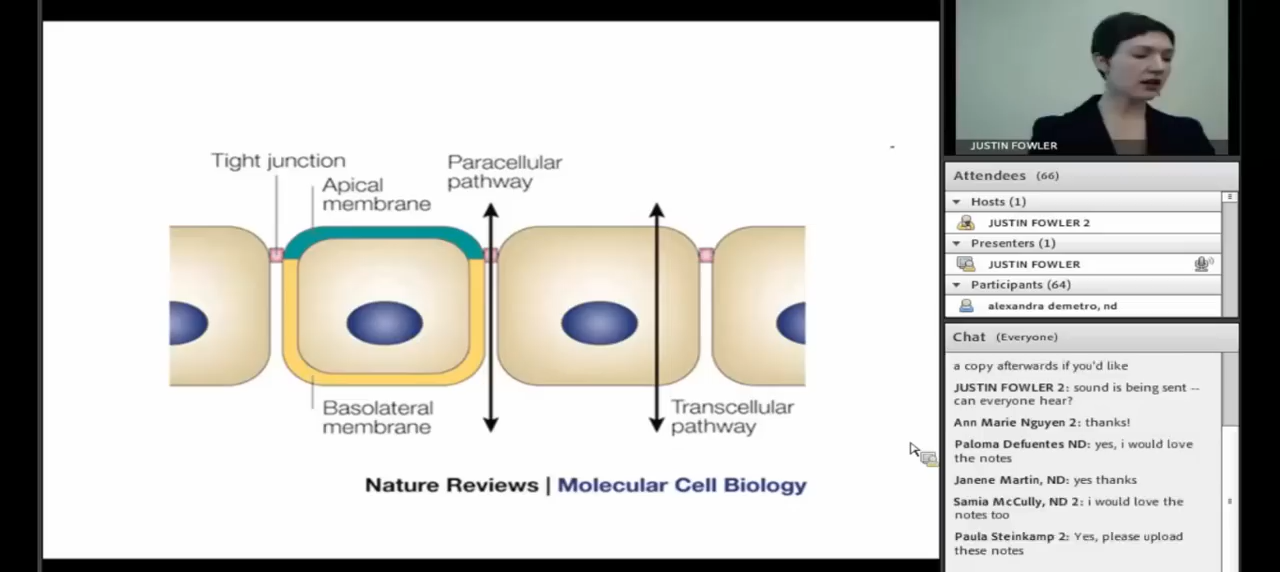 Tight junction
Apical
membrane
Paracellular
pathway
Basolateral
membrane
Transcellular
pathway
Nature Reviews | Molecular Cell Biology
JUSTIN FOWLER
Attendees (66)
Hosts (1)
JUSTIN FOWLER 2
Presenters (1)
JUSTIN FOWLER
Participants (64)
alexandra demetro, nd
Chat (Everyone)
a copy afterwards if you'd like
JUSTIN FOWLER 2: sound is being sent --
can everyone hear?
Ann Marie Nguyen 2: thanks!
Paloma Defuentes ND: yes, i would love
the notes
Janene Martin, ND: yes thanks
Samia McCully, ND 2: i would love the
notes too
Paula Steinkamp 2: Yes, please upload
these notes